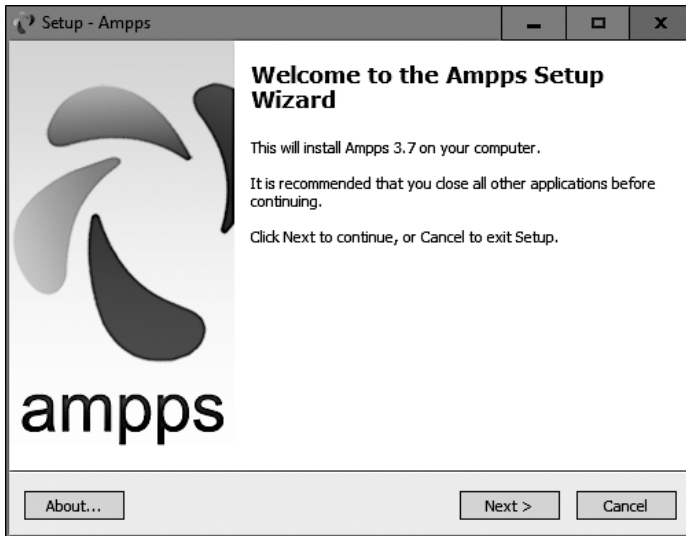 Setup - Ampps
Welcome to the Ampps Setup
Wizard
This will install Ampps 3.7 on your computer.
It is recommended that you close all other applications before
continuing.
Click Next to continue, or Cancel to exit Setup.
ampps
About...
Next >
Cancel